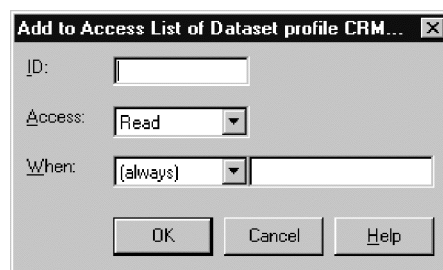 Add to Access List of Dataset profile CRM...
ID:
Access: Read
When: (always)
OK Cancel Help